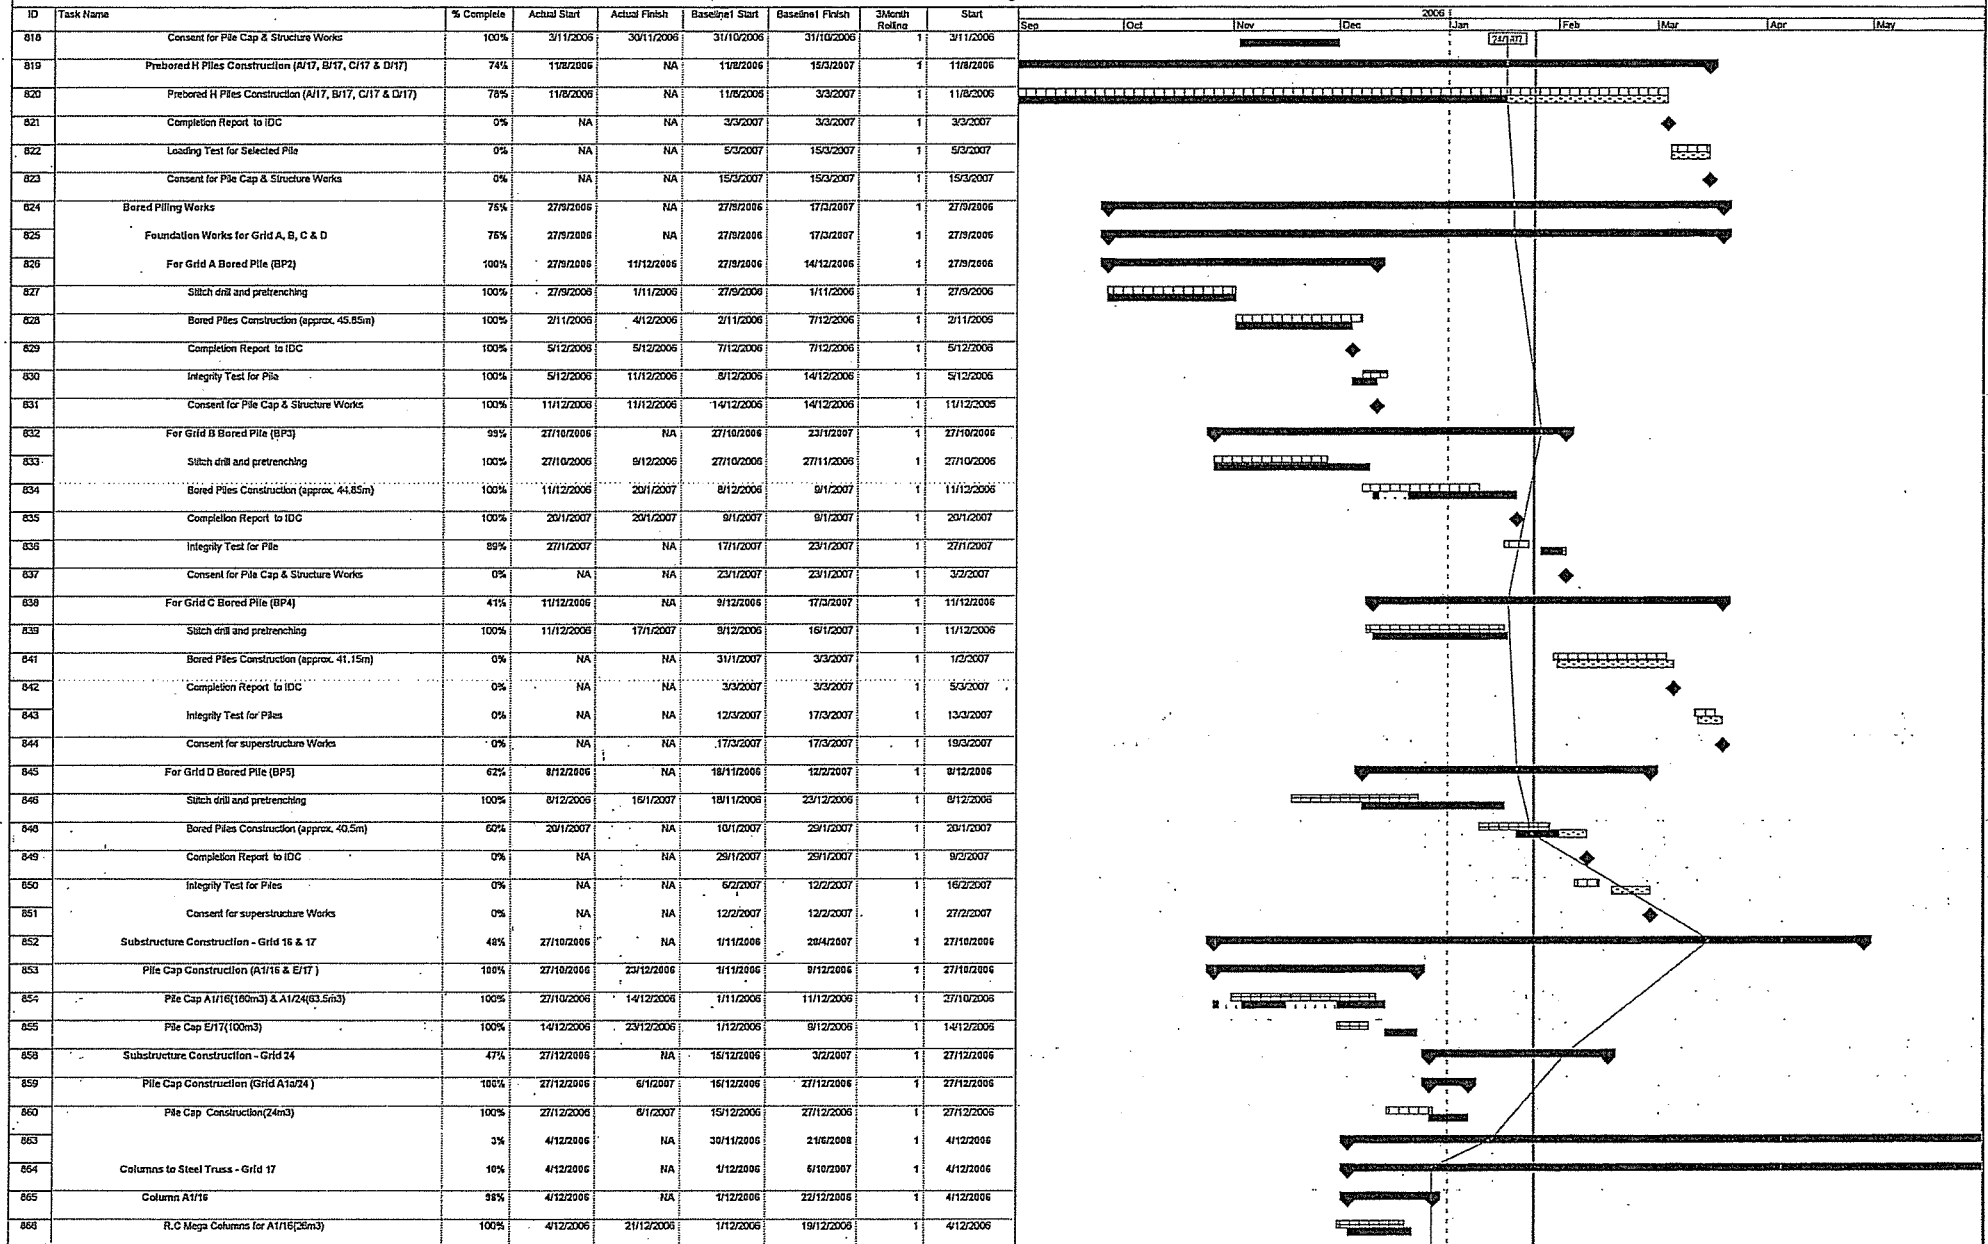 ID Task Name % Complete Actual Start Actual Finish Baseline1 Start Baseline1 Finish 3Month Rolling Start
2006
Sep Oct Nov Dec Jan Feb Mar Apr May
818 Consent for Pile Cap & Structure Works 100% 3/11/2006 30/11/2006 31/10/2006 31/10/2006 1 3/11/2006
819 Prebored H Piles Construction (A/17, B/17, C/17 & D/17) 74% 11/8/2006 NA 11/8/2006 15/3/2007 1 11/8/2006
820 Prebored H Piles Construction (A/17, B/17, C/17 & D/17) 78% 11/8/2006 NA 11/8/2006 3/3/2007 1 11/8/2006
821 Completion Report to IDC 0% NA NA 3/3/2007 3/3/2007 1 3/3/2007
822 Loading Test for Selected Pile 0% NA NA 5/3/2007 15/3/2007 1 5/3/2007
823 Consent for Pile Cap & Structure Works 0% NA NA 15/3/2007 15/3/2007 1 15/3/2007
824 Bored Piling Works 75% 27/9/2006 NA 27/9/2006 17/3/2007 1 27/9/2006
825 Foundation Works for Grid A, B, C & D 75% 27/9/2006 NA 27/9/2006 17/3/2007 1 27/9/2006
826 For Grid A Bored Pile (BP2) 100% 27/9/2006 11/12/2006 27/9/2006 14/12/2006 1 27/9/2006
827 Stitch drill and pretrenching 100% 27/9/2006 1/11/2006 27/9/2006 1/11/2006 1 27/9/2006
828 Bored Piles Construction (approx. 45.85m) 100% 2/11/2006 4/12/2006 2/11/2006 7/12/2006 1 2/11/2006
829 Completion Report to IDC 100% 5/12/2006 5/12/2006 7/12/2006 7/12/2006 1 5/12/2006
830 Integrity Test for Pile 100% 5/12/2006 11/12/2006 8/12/2006 14/12/2006 1 5/12/2006
831 Consent for Pile Cap & Structure Works 100% 11/12/2006 11/12/2006 14/12/2006 14/12/2006 1 11/12/2006
832 For Grid B Bored Pile (BP3) 99% 27/10/2006 NA 27/10/2006 23/1/2007 1 27/10/2006
833 Stitch drill and pretrenching 100% 27/10/2006 9/12/2006 27/10/2006 27/11/2006 1 27/10/2006
834 Bored Piles Construction (approx. 44.85m) 100% 11/12/2006 20/1/2007 8/12/2006 9/1/2007 1 11/12/2006
835 Completion Report to IDC 100% 20/1/2007 20/1/2007 9/1/2007 9/1/2007 1 20/1/2007
836 Integrity Test for Pile 89% 27/1/2007 NA 17/1/2007 23/1/2007 1 27/1/2007
837 Consent for Pile Cap & Structure Works 0% NA NA 23/1/2007 23/1/2007 1 3/2/2007
838 For Grid C Bored Pile (BP4) 41% 11/12/2006 NA 9/12/2006 17/3/2007 1 11/12/2006
839 Stitch drill and pretrenching 100% 11/12/2006 17/1/2007 9/12/2006 16/1/2007 1 11/12/2006
841 Bored Piles Construction (approx. 41.15m) 0% NA NA 31/1/2007 3/3/2007 1 1/2/2007
842 Completion Report to IDC 0% NA NA 3/3/2007 3/3/2007 1 5/3/2007
843 Integrity Test for Piles 0% NA NA 12/3/2007 17/3/2007 1 13/3/2007
844 Consent for superstructure Works 0% NA NA 17/3/2007 17/3/2007 1 19/3/2007
845 For Grid D Bored Pile (BP5) 62% 8/12/2006 NA 18/11/2006 12/2/2007 1 8/12/2006
846 Stitch drill and pretrenching 100% 8/12/2006 16/1/2007 18/11/2006 23/12/2006 1 8/12/2006
848 Bored Piles Construction (approx. 40.5m) 60% 20/1/2007 NA 10/1/2007 29/1/2007 1 20/1/2007
849 Completion Report to IDC 0% NA NA 29/1/2007 29/1/2007 1 9/2/2007
850 Integrity Test for Piles 0% NA NA 6/2/2007 12/2/2007 1 16/2/2007
851 Consent for superstructure Works 0% NA NA 12/2/2007 12/2/2007 1 27/2/2007
852 Substructure Construction - Grid 16 & 17 48% 27/10/2006 NA 1/11/2006 28/4/2007 1 27/10/2006
853 Pile Cap Construction (A1/16 & E/17 ) 100% 27/10/2006 23/12/2006 1/11/2006 9/12/2006 1 27/10/2006
854 Pile Cap A1/16(160m3) & A1/24(63.5m3) 100% 27/10/2006 14/12/2006 1/11/2006 11/12/2006 1 27/10/2006
855 Pile Cap E/17(100m3) 100% 14/12/2006 23/12/2006 1/12/2006 9/12/2006 1 14/12/2006
858 Substructure Construction - Grid 24 47% 27/12/2006 NA 15/12/2006 3/2/2007 1 27/12/2006
859 Pile Cap Construction (Grid A1a/24 ) 100% 27/12/2006 6/1/2007 15/12/2006 27/12/2006 1 27/12/2006
860 Pile Cap Construction(24m3) 100% 27/12/2006 6/1/2007 15/12/2006 27/12/2006 1 27/12/2006
863 3% 4/12/2006 NA 30/11/2006 21/6/2008 1 4/12/2006
864 Columns to Steel Truss - Grid 17 10% 4/12/2006 NA 1/12/2006 6/10/2007 1 4/12/2006
865 Column A1/16 98% 4/12/2006 NA 1/12/2006 22/12/2006 1 4/12/2006
866 R.C Mega Columns for A1/16(26m3) 100% 4/12/2006 21/12/2006 1/12/2006 19/12/2006 1 4/12/2006